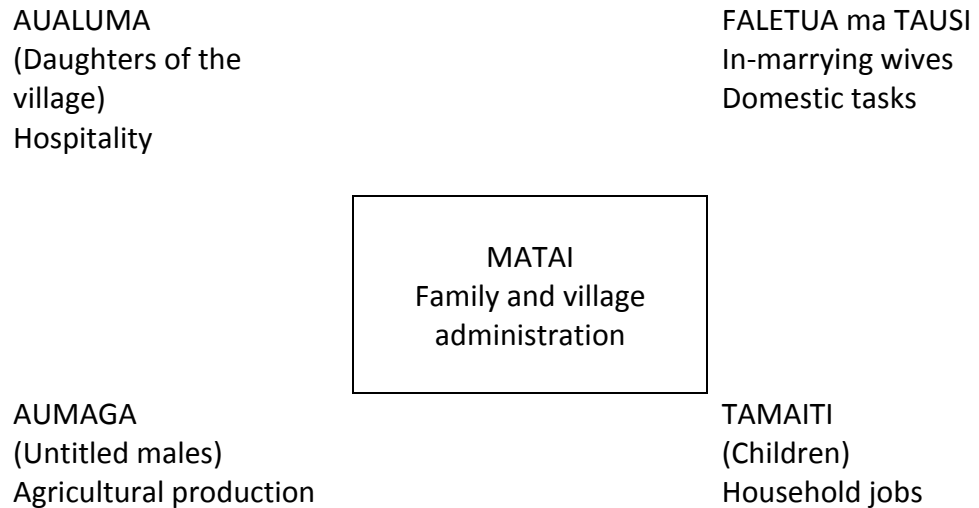 AUALUMA
(Daughters of the
village)
Hospitality
FALETUA ma TAUSI
In-marrying wives
Domestic tasks
MATAI
Family and village
administration
AUMAGA
(Untitled males)
Agricultural production
TAMAITI
(Children)
Household jobs